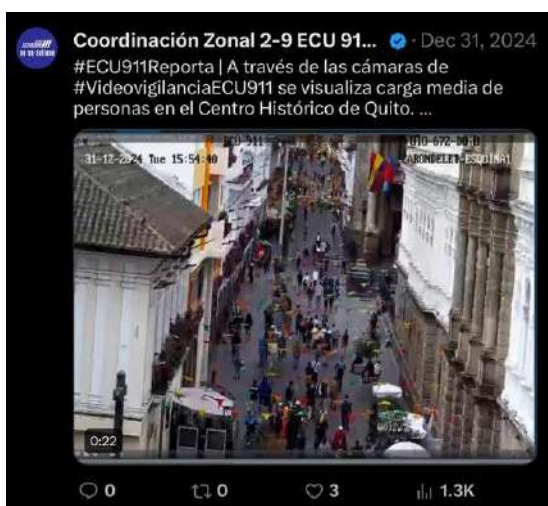 Coordinación Zonal 2-9 ECU 91... · Dec 31, 2024
#ECU911Reporta | A través de las cámaras de
#VideovigilanciaECU911 se visualiza carga media de
personas en el Centro Histórico de Quito. ...
ECU-911
31-12-2024 Tue 15:54:40
0:22
0 0 3 1.3K